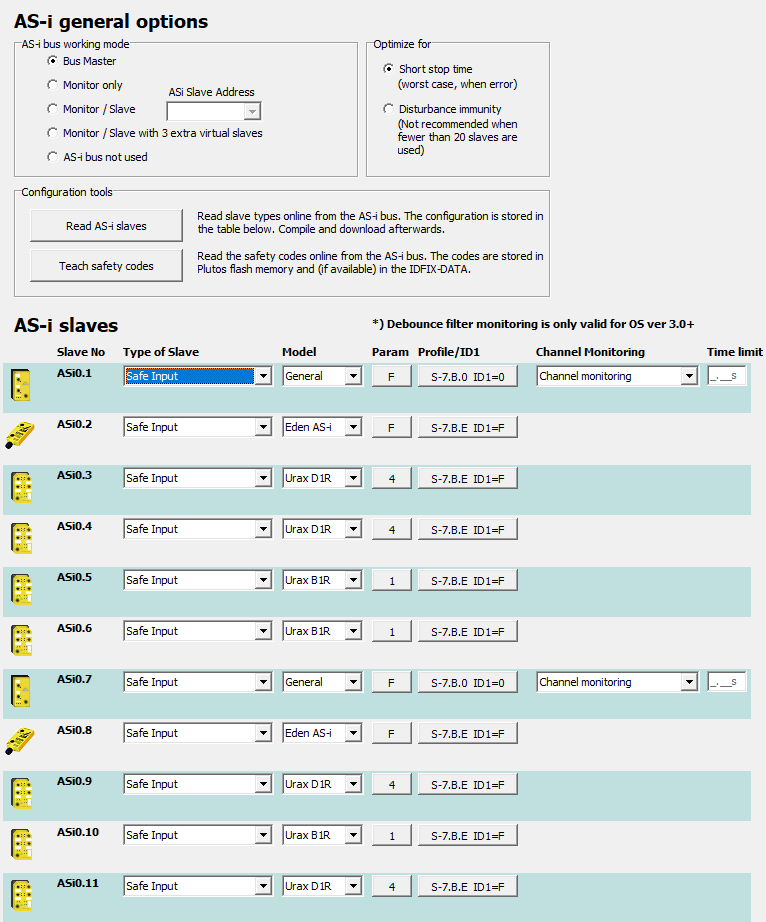 AS-i general options
AS-i bus working mode
Bus Master
Monitor only
Monitor / Slave
ASi Slave Address
Monitor / Slave with 3 extra virtual slaves
AS-i bus not used
Optimize for
Short stop time
(worst case, when error)
Disturbance immunity
(Not recommended when
fewer than 20 slaves are
used)
Configuration tools
Read AS-i slaves
Read slave types online from the AS-i bus. The configuration is stored in
the table below. Compile and download afterwards.
Teach safety codes
Read the safety codes online from the AS-i bus. The codes are stored in
Plutos flash memory and (if available) in the IDFIX-DATA.
AS-i slaves
*) Debounce filter monitoring is only valid for OS ver 3.0+
Slave No Type of Slave Model Param Profile/ID1 Channel Monitoring Time limit
ASi0.1 Safe Input General F S-7.B.0 ID1=0 Channel monitoring _.__s
ASi0.2 Safe Input Eden AS-i F S-7.B.E ID1=F
ASi0.3 Safe Input Urax D1R 4 S-7.B.E ID1=F
ASi0.4 Safe Input Urax D1R 4 S-7.B.E ID1=F
ASi0.5 Safe Input Urax B1R 1 S-7.B.E ID1=F
ASi0.6 Safe Input Urax B1R 1 S-7.B.E ID1=F
ASi0.7 Safe Input General F S-7.B.0 ID1=0 Channel monitoring _.__s
ASi0.8 Safe Input Eden AS-i F S-7.B.E ID1=F
ASi0.9 Safe Input Urax D1R 4 S-7.B.E ID1=F
ASi0.10 Safe Input Urax B1R 1 S-7.B.E ID1=F
ASi0.11 Safe Input Urax D1R 4 S-7.B.E ID1=F